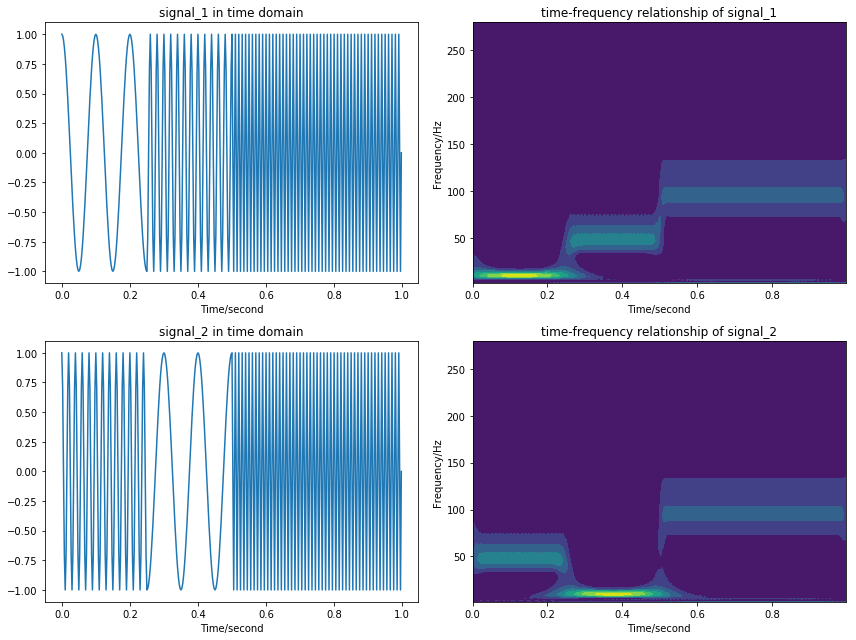 signal_1 in time domain
1.00
0.75
0.50
0.25
0.00
−0.25
−0.50
−0.75
−1.00
0.0 0.2 0.4 0.6 0.8 1.0
Time/second
time-frequency relationship of signal_1
Frequency/Hz
250
200
150
100
50
0.0 0.2 0.4 0.6 0.8
Time/second
signal_2 in time domain
1.00
0.75
0.50
0.25
0.00
−0.25
−0.50
−0.75
−1.00
0.0 0.2 0.4 0.6 0.8 1.0
Time/second
time-frequency relationship of signal_2
Frequency/Hz
250
200
150
100
50
0.0 0.2 0.4 0.6 0.8
Time/second